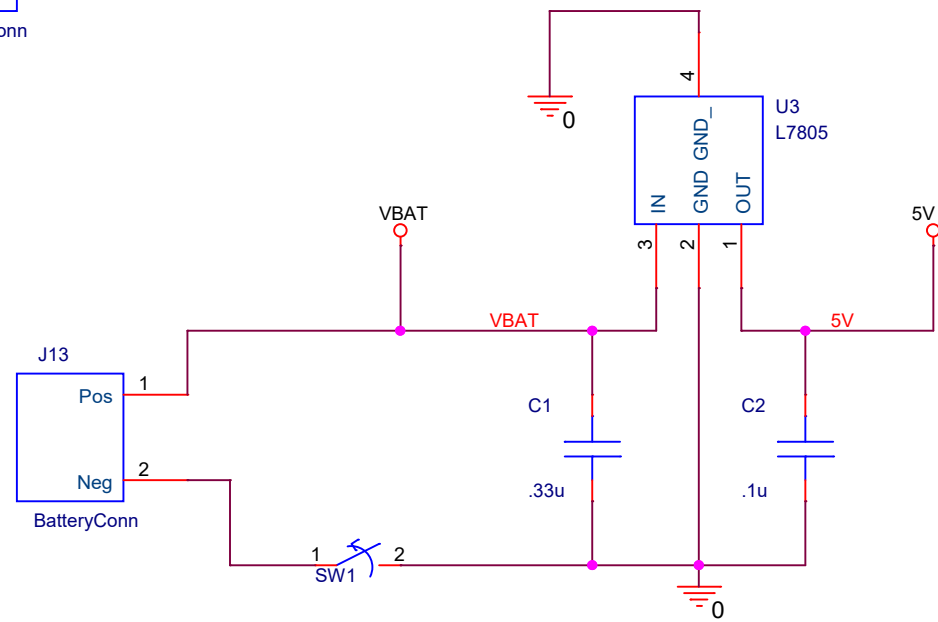 onn
0
4
U3
L7805
GND_
IN
GND
OUT
3
2
1
VBAT
5V
VBAT
5V
J13
Pos
1
Neg
2
BatteryConn
C1
.33u
C2
.1u
1
2
SW1
0